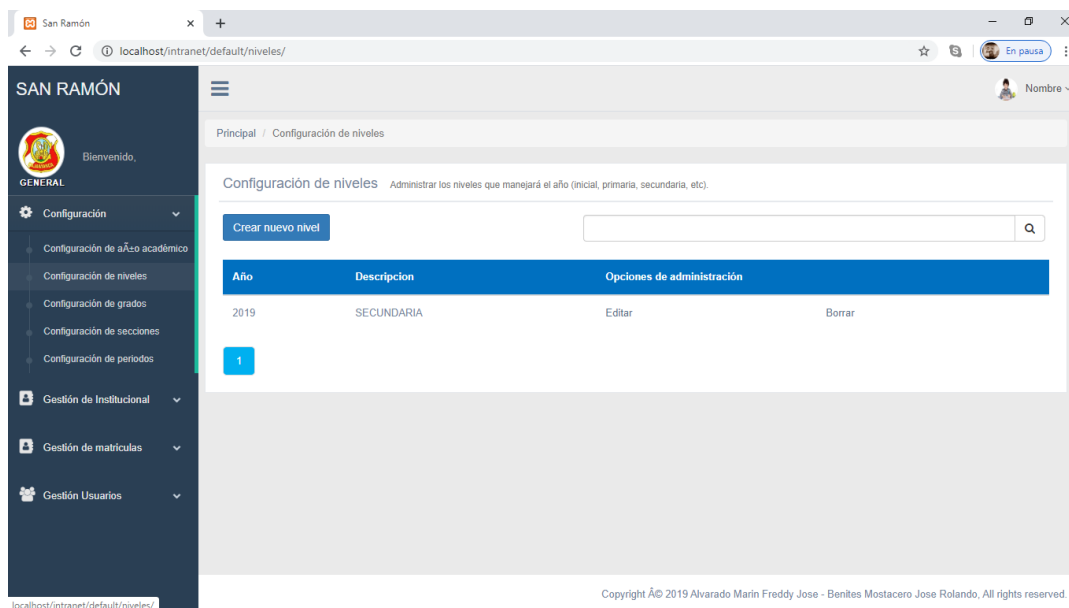 San Ramón
localhost/intranet/default/niveles/
En pausa
SAN RAMÓN
Nombre
Bienvenido,
GENERAL
Principal / Configuración de niveles
Configuración de niveles Administrar los niveles que manejará el año (inicial, primaria, secundaria, etc).
Configuración
Crear nuevo nivel
Configuración de aÃ±o académico
Configuración de niveles
Configuración de grados
Configuración de secciones
Configuración de periodos
Año Descripcion Opciones de administración
2019 SECUNDARIA Editar Borrar
1
Gestión de Institucional
Gestión de matriculas
Gestión Usuarios
Copyright Â© 2019 Alvarado Marin Freddy Jose - Benites Mostacero Jose Rolando, All rights reserved.
localhost/intranet/default/niveles/